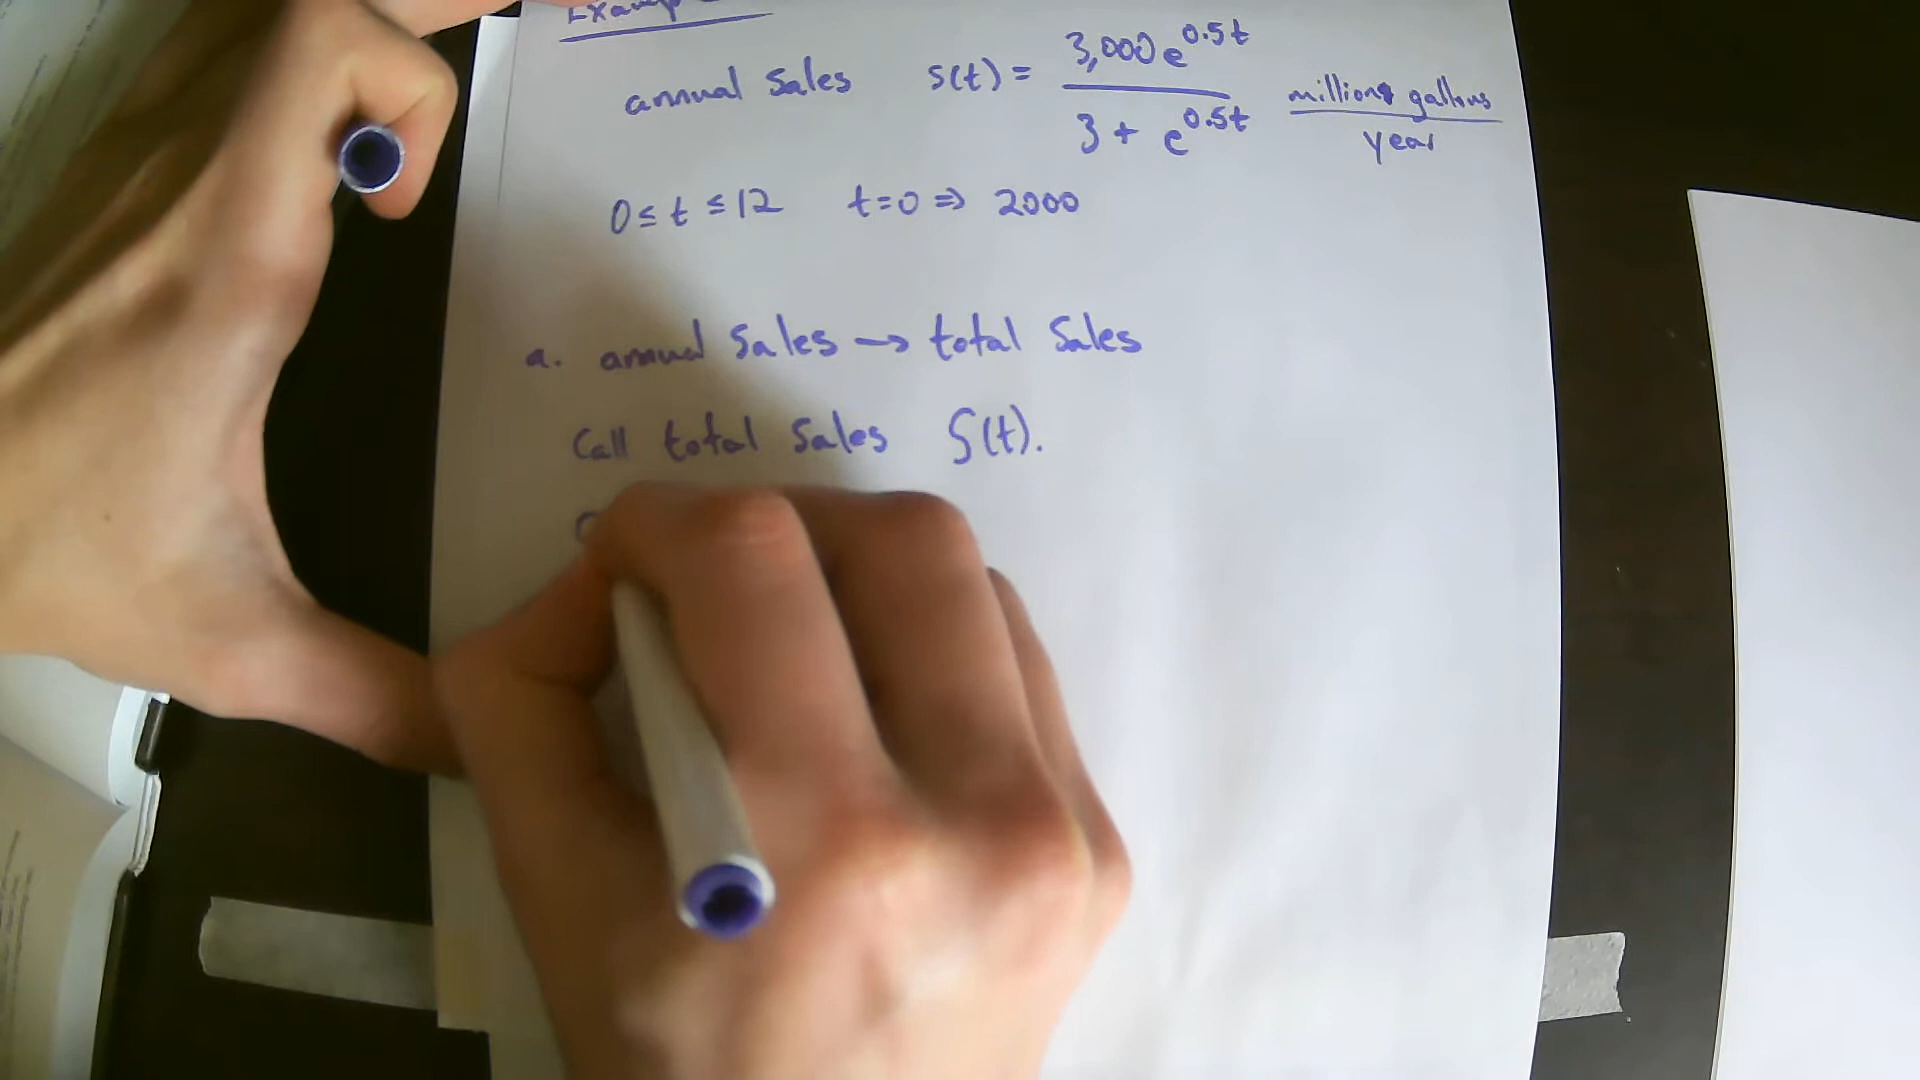 Example
annual sales s(t) = 3,000e^0.5t / 3 + e^0.5t millions gallons / year
0 ≤ t ≤ 12 t=0 ⇒ 2000
a. annual sales → total sales
Call total sales S(t).